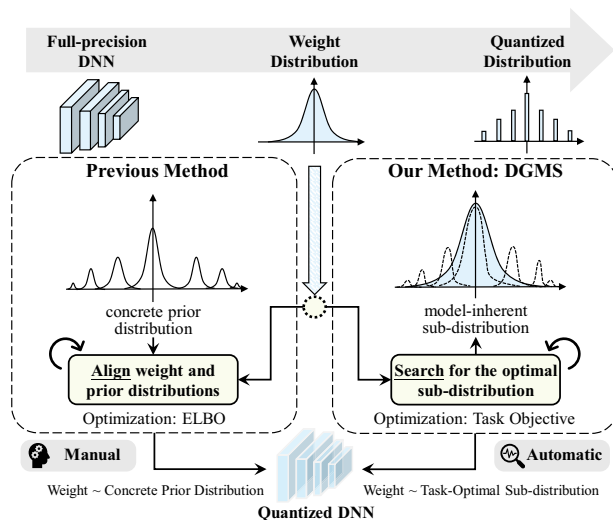 Full-precision
DNN
Weight
Distribution
Quantized
Distribution
Previous Method
concrete prior
distribution
Align weight and
prior distributions
Optimization: ELBO
Our Method: DGMS
model-inherent
sub-distribution
Search for the optimal
sub-distribution
Optimization: Task Objective
Manual
Automatic
Weight ~ Concrete Prior Distribution
Weight ~ Task-Optimal Sub-distribution
Quantized DNN